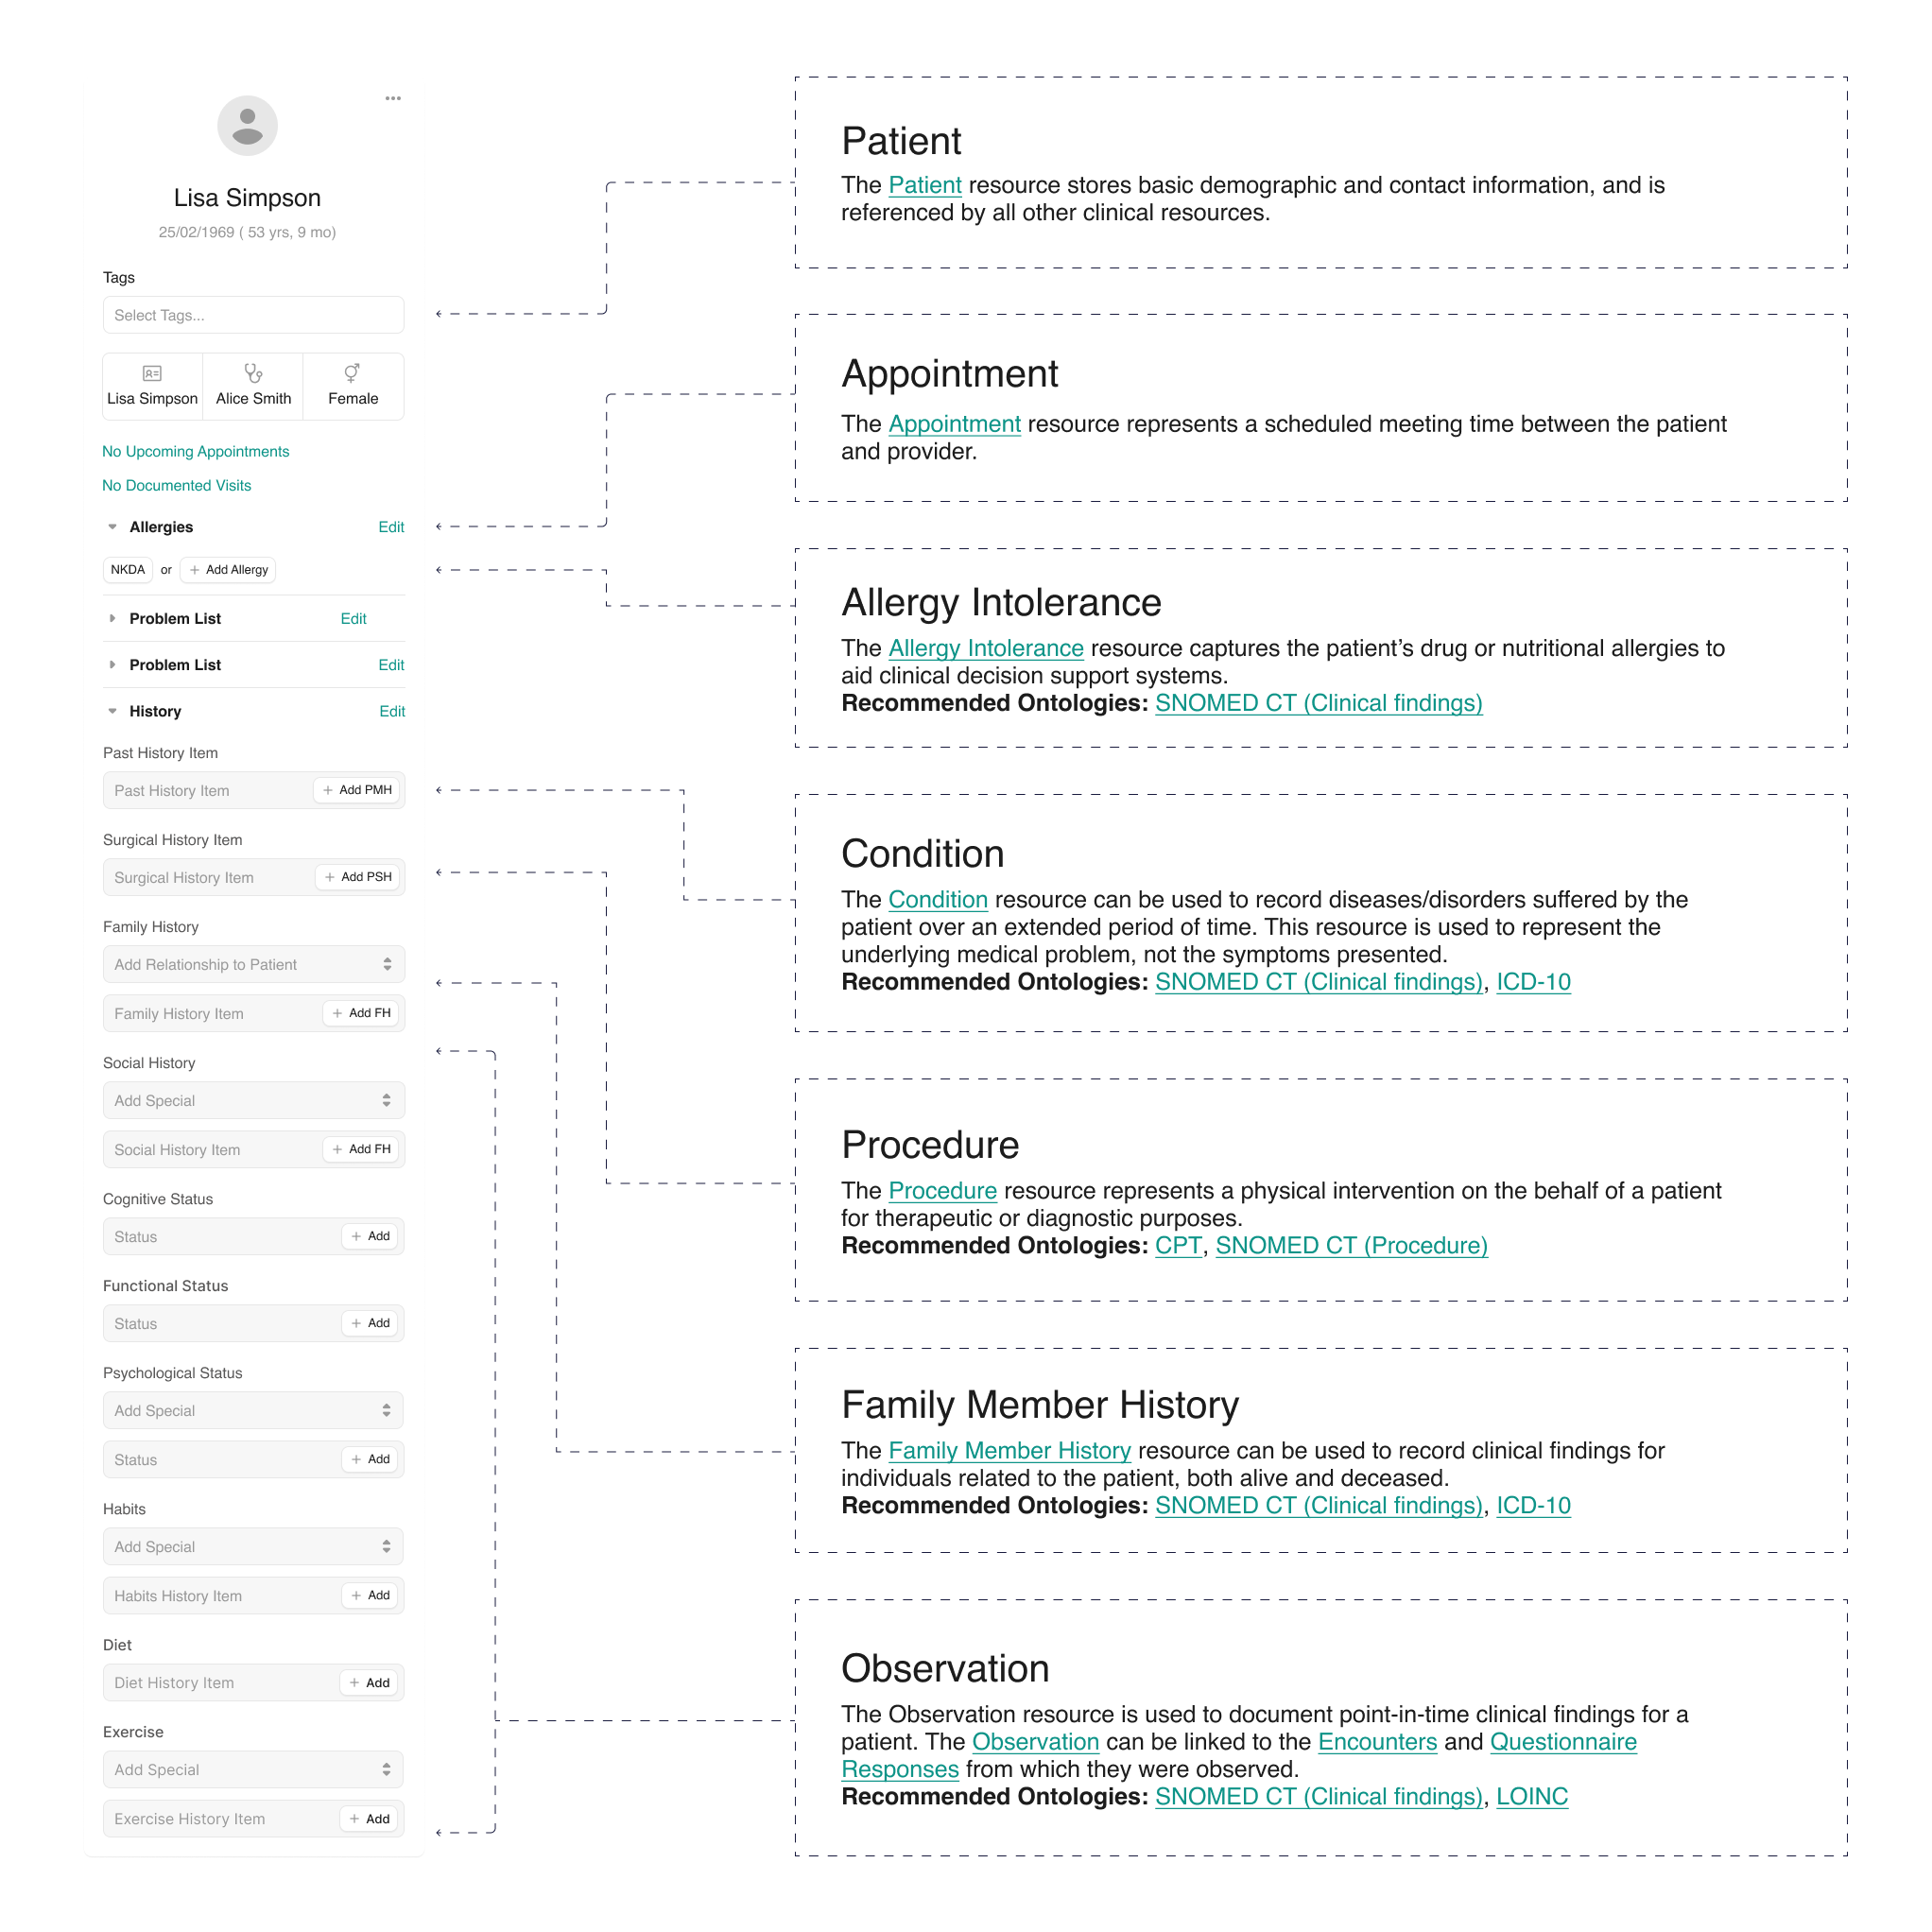 Lisa Simpson
25/02/1969 ( 53 yrs, 9 mo)
Tags
Select Tags...
Lisa Simpson
Alice Smith
Female
No Upcoming Appointments
No Documented Visits
Allergies Edit
NKDA or + Add Allergy
Problem List Edit
Problem List Edit
History Edit
Past History Item
Past History Item + Add PMH
Surgical History Item
Surgical History Item + Add PSH
Family History
Add Relationship to Patient
Family History Item + Add FH
Social History
Add Special
Social History Item + Add FH
Cognitive Status
Status + Add
Functional Status
Status + Add
Psychological Status
Add Special
Status + Add
Habits
Add Special
Habits History Item + Add
Diet
Diet History Item + Add
Exercise
Add Special
Exercise History Item + Add
Patient
The Patient resource stores basic demographic and contact information, and is
referenced by all other clinical resources.
Appointment
The Appointment resource represents a scheduled meeting time between the patient
and provider.
Allergy Intolerance
The Allergy Intolerance resource captures the patient’s drug or nutritional allergies to
aid clinical decision support systems.
Recommended Ontologies: SNOMED CT (Clinical findings)
Condition
The Condition resource can be used to record diseases/disorders suffered by the
patient over an extended period of time. This resource is used to represent the
underlying medical problem, not the symptoms presented.
Recommended Ontologies: SNOMED CT (Clinical findings), ICD-10
Procedure
The Procedure resource represents a physical intervention on the behalf of a patient
for therapeutic or diagnostic purposes.
Recommended Ontologies: CPT, SNOMED CT (Procedure)
Family Member History
The Family Member History resource can be used to record clinical findings for
individuals related to the patient, both alive and deceased.
Recommended Ontologies: SNOMED CT (Clinical findings), ICD-10
Observation
The Observation resource is used to document point-in-time clinical findings for a
patient. The Observation can be linked to the Encounters and Questionnaire
Responses from which they were observed.
Recommended Ontologies: SNOMED CT (Clinical findings), LOINC